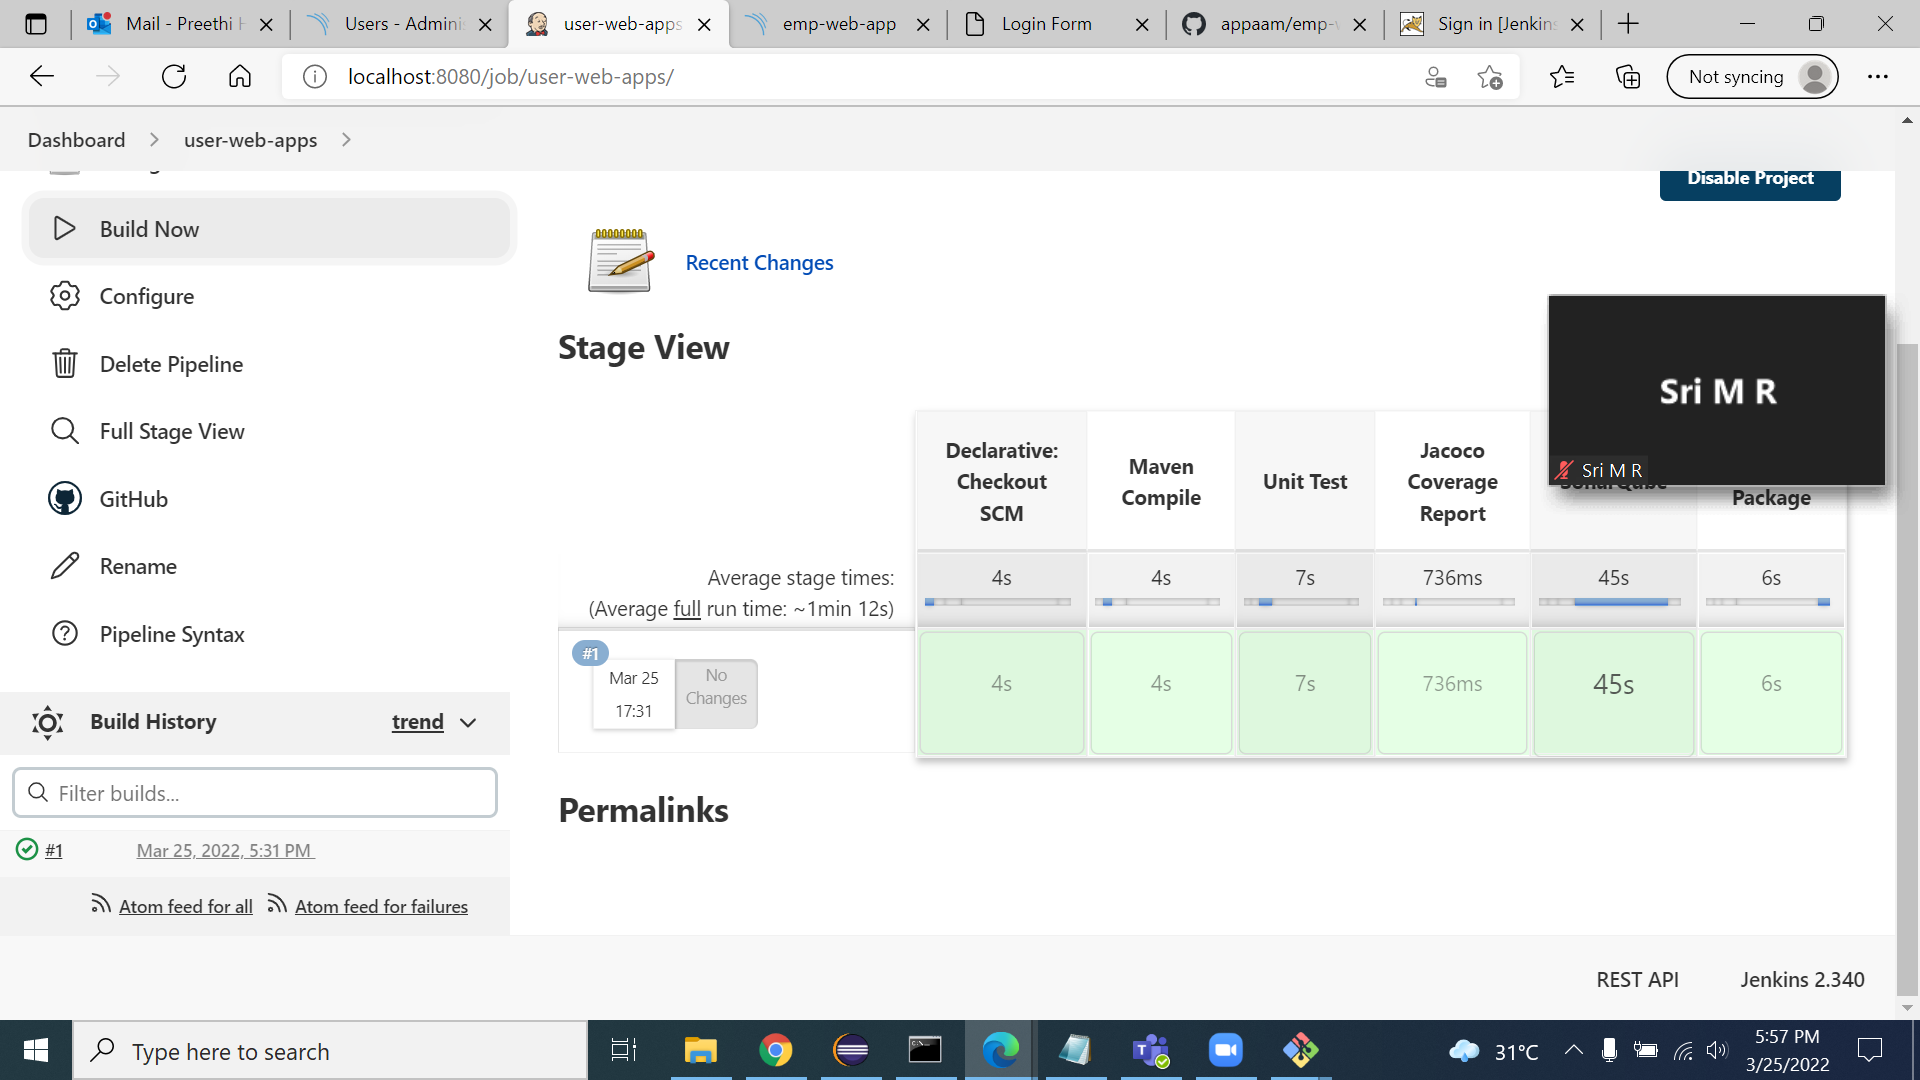 Mail - Preethi H
Users - Adminis
user-web-apps
emp-web-app
Login Form
appaam/emp-w
Sign in [Jenkins
localhost:8080/job/user-web-apps/
Not syncing
Dashboard
user-web-apps
Disable Project
Build Now
Configure
Delete Pipeline
Full Stage View
GitHub
Rename
Pipeline Syntax
Build History
trend
Filter builds...
#1
Mar 25, 2022, 5:31 PM
Atom feed for all
Atom feed for failures
Recent Changes
Stage View
Declarative:
Checkout
SCM
Maven
Compile
Unit Test
Jacoco
Coverage
Report
SonarQube
Package
Average stage times:
(Average full run time: ~1min 12s)
4s
4s
7s
736ms
45s
6s
#1
Mar 25
17:31
No
Changes
4s
4s
7s
736ms
45s
6s
Sri M R
Sri M R
Permalinks
REST API
Jenkins 2.340
Type here to search
31°C
5:57 PM
3/25/2022